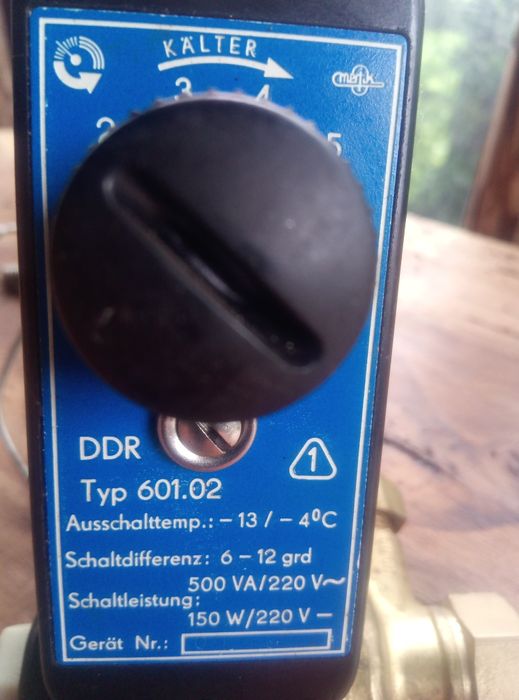 KÄLTER
2 3 4 5
DDR
1
Typ 601.02
Ausschalttemp.: – 13 / – 4⁰C
Schaltdifferenz: 6 – 12 grd
500 VA/220 V~
Schaltleistung:
150 W/220 V –
Gerät Nr.: